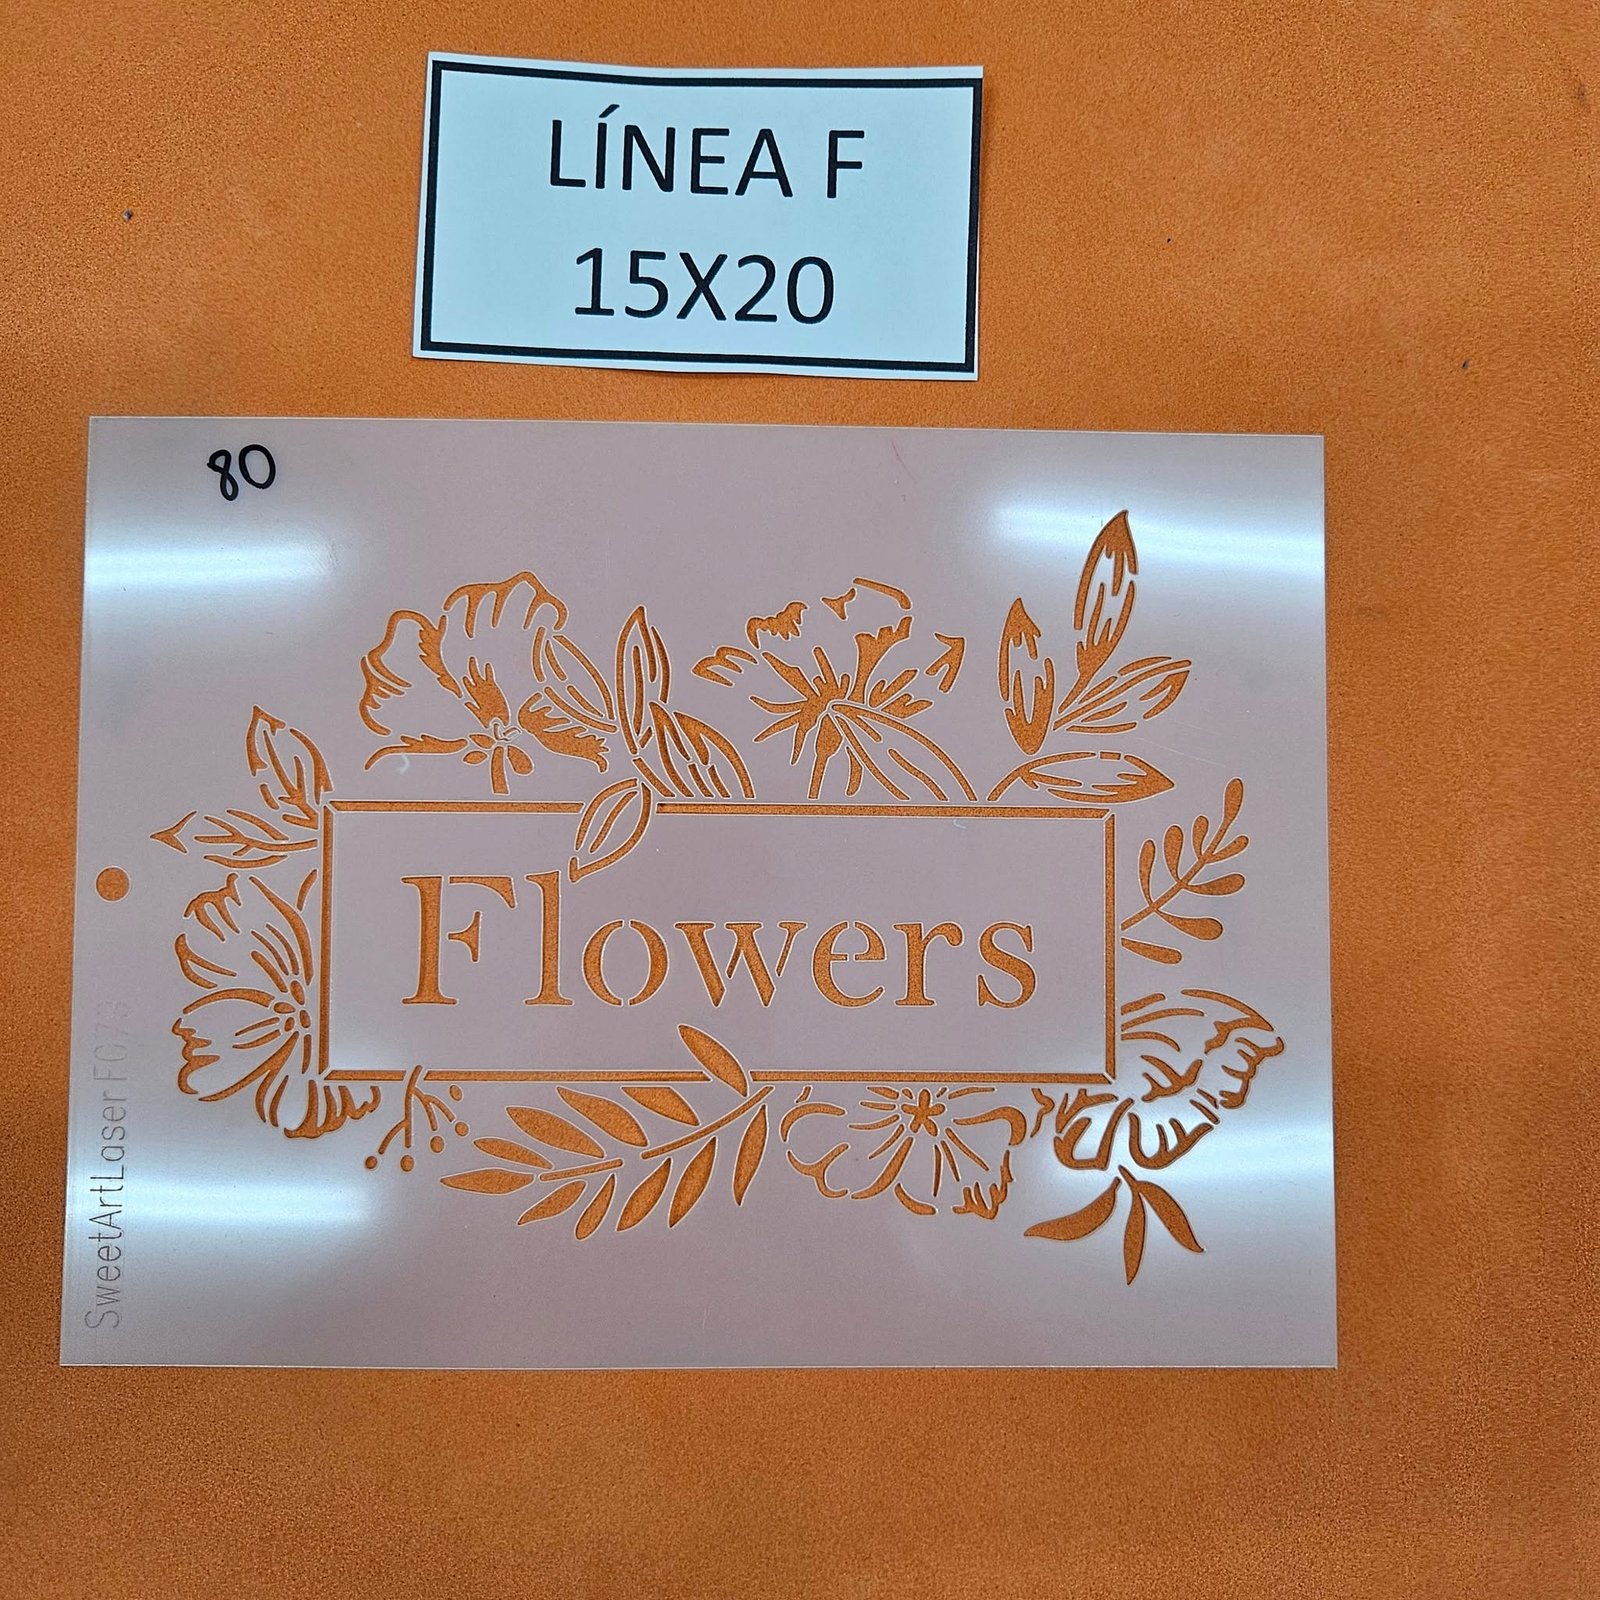 LÍNEA F
15X20
80
Flowers
SweetArtLaser